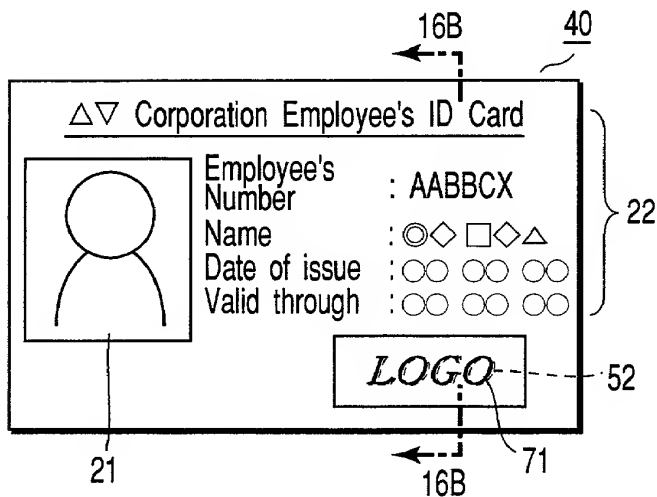 16B 40
△▽ Corporation Employee's ID Card
Employee's
Number : AABBCX
22
Name : ◎◇ □◇△
Date of issue : ○○ ○○ ○○
Valid through : ○○ ○○ ○○
LOGO 52
21 16B 71